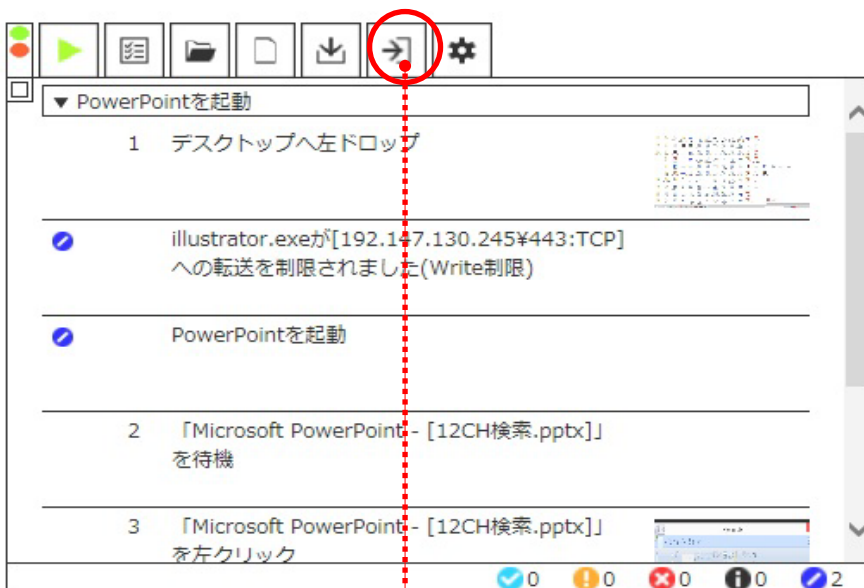 ▼ PowerPointを起動
1 デスクトップへ左ドロップ
illustrator.exeが[192.147.130.245¥443:TCP]
への転送を制限されました(Write制限)
PowerPointを起動
2 「Microsoft PowerPoint - [12CH検索.pptx]」
を待機
3 「Microsoft PowerPoint - [12CH検索.pptx]」
を左クリック
0 0 0 0 2